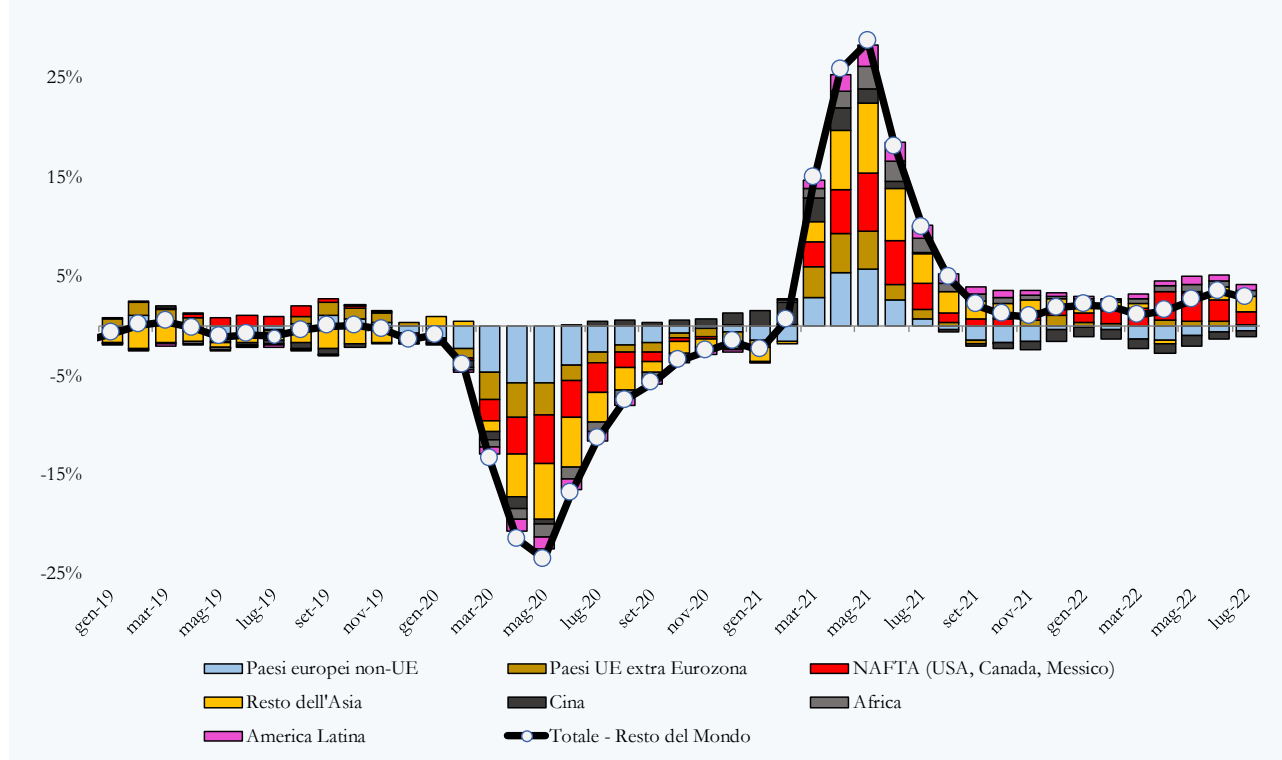 25%
15%
5%
-5%
-15%
-25%
gen-19
mar-19
mag-19
lug-19
set-19
nov-19
gen-20
mar-20
mag-20
lug-20
set-20
nov-20
gen-21
mar-21
mag-21
lug-21
set-21
nov-21
gen-22
mar-22
mag-22
lug-22
Paesi europei non-UE
Paesi UE extra Eurozona
NAFTA (USA, Canada, Messico)
Resto dell'Asia
Cina
Africa
America Latina
Totale - Resto del Mondo